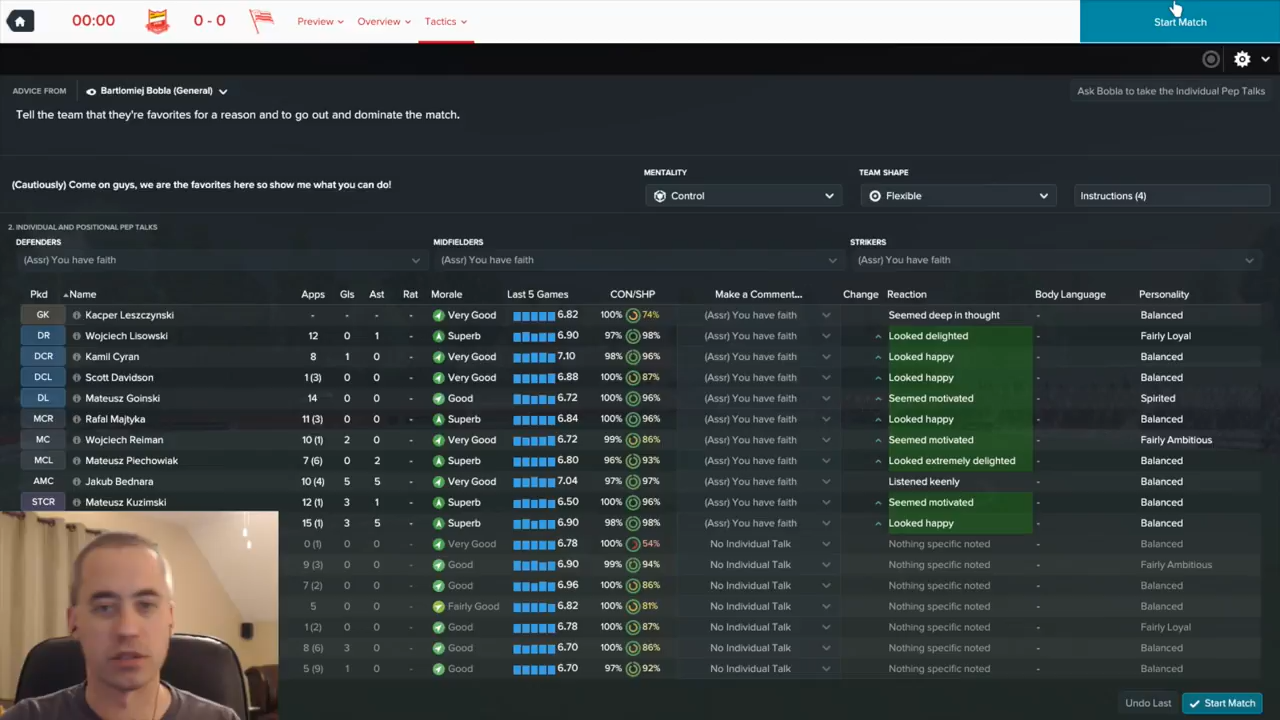 00:00 0 - 0 Preview Overview Tactics Start Match
ADVICE FROM Bartlomiej Bobla (General) Ask Bobla to take the Individual Pep Talks
Tell the team that they're favorites for a reason and to go out and dominate the match.
MENTALITY TEAM SHAPE
(Cautiously) Come on guys, we are the favorites here so show me what you can do! Control Flexible Instructions (4)
2. INDIVIDUAL AND POSITIONAL PEP TALKS
DEFENDERS MIDFIELDERS STRIKERS
(Assr) You have faith (Assr) You have faith (Assr) You have faith
Pkd Name Apps Gls Ast Rat Morale Last 5 Games CON/SHP Make a Comment... Change Reaction Body Language Personality
GK Kacper Leszczynski - - - - Very Good 6.82 100% 74% (Assr) You have faith Seemed deep in thought - Balanced
DR Wojciech Lisowski 12 0 1 - Superb 6.90 97% 98% (Assr) You have faith Looked delighted - Fairly Loyal
DCR Kamil Cyran 8 1 0 - Very Good 7.10 98% 96% (Assr) You have faith Looked happy - Balanced
DCL Scott Davidson 1 (3) 0 0 - Very Good 6.88 100% 87% (Assr) You have faith Looked happy - Balanced
DL Mateusz Goinski 14 0 0 - Good 6.72 100% 96% (Assr) You have faith Seemed motivated - Spirited
MCR Rafal Majtyka 11 (3) 0 0 - Superb 6.84 100% 96% (Assr) You have faith Looked happy - Balanced
MC Wojciech Reiman 10 (1) 2 0 - Very Good 6.72 99% 86% (Assr) You have faith Seemed motivated - Fairly Ambitious
MCL Mateusz Piechowiak 7 (6) 0 2 - Superb 6.80 96% 93% (Assr) You have faith Looked extremely delighted - Balanced
AMC Jakub Bednara 10 (4) 5 5 - Very Good 7.04 97% 97% (Assr) You have faith Listened keenly - Balanced
STCR Mateusz Kuzimski 12 (1) 3 1 - Superb 6.50 100% 96% (Assr) You have faith Seemed motivated - Balanced
15 (1) 3 5 - Superb 6.90 98% 98% (Assr) You have faith Looked happy - Balanced
0 (1) 0 0 - Very Good 6.78 100% 54% No Individual Talk Nothing specific noted - Balanced
9 (3) 0 0 - Good 6.90 99% 94% No Individual Talk Nothing specific noted - Fairly Ambitious
7 (2) 0 0 - Good 6.96 100% 86% No Individual Talk Nothing specific noted - Balanced
5 0 0 - Fairly Good 6.82 100% 81% No Individual Talk Nothing specific noted - Balanced
1 (2) 0 0 - Good 6.78 100% 87% No Individual Talk Nothing specific noted - Fairly Loyal
8 (6) 3 0 - Good 6.70 100% 86% No Individual Talk Nothing specific noted - Balanced
5 (9) 1 0 - Good 6.70 97% 92% No Individual Talk Nothing specific noted - Balanced
Undo Last Start Match